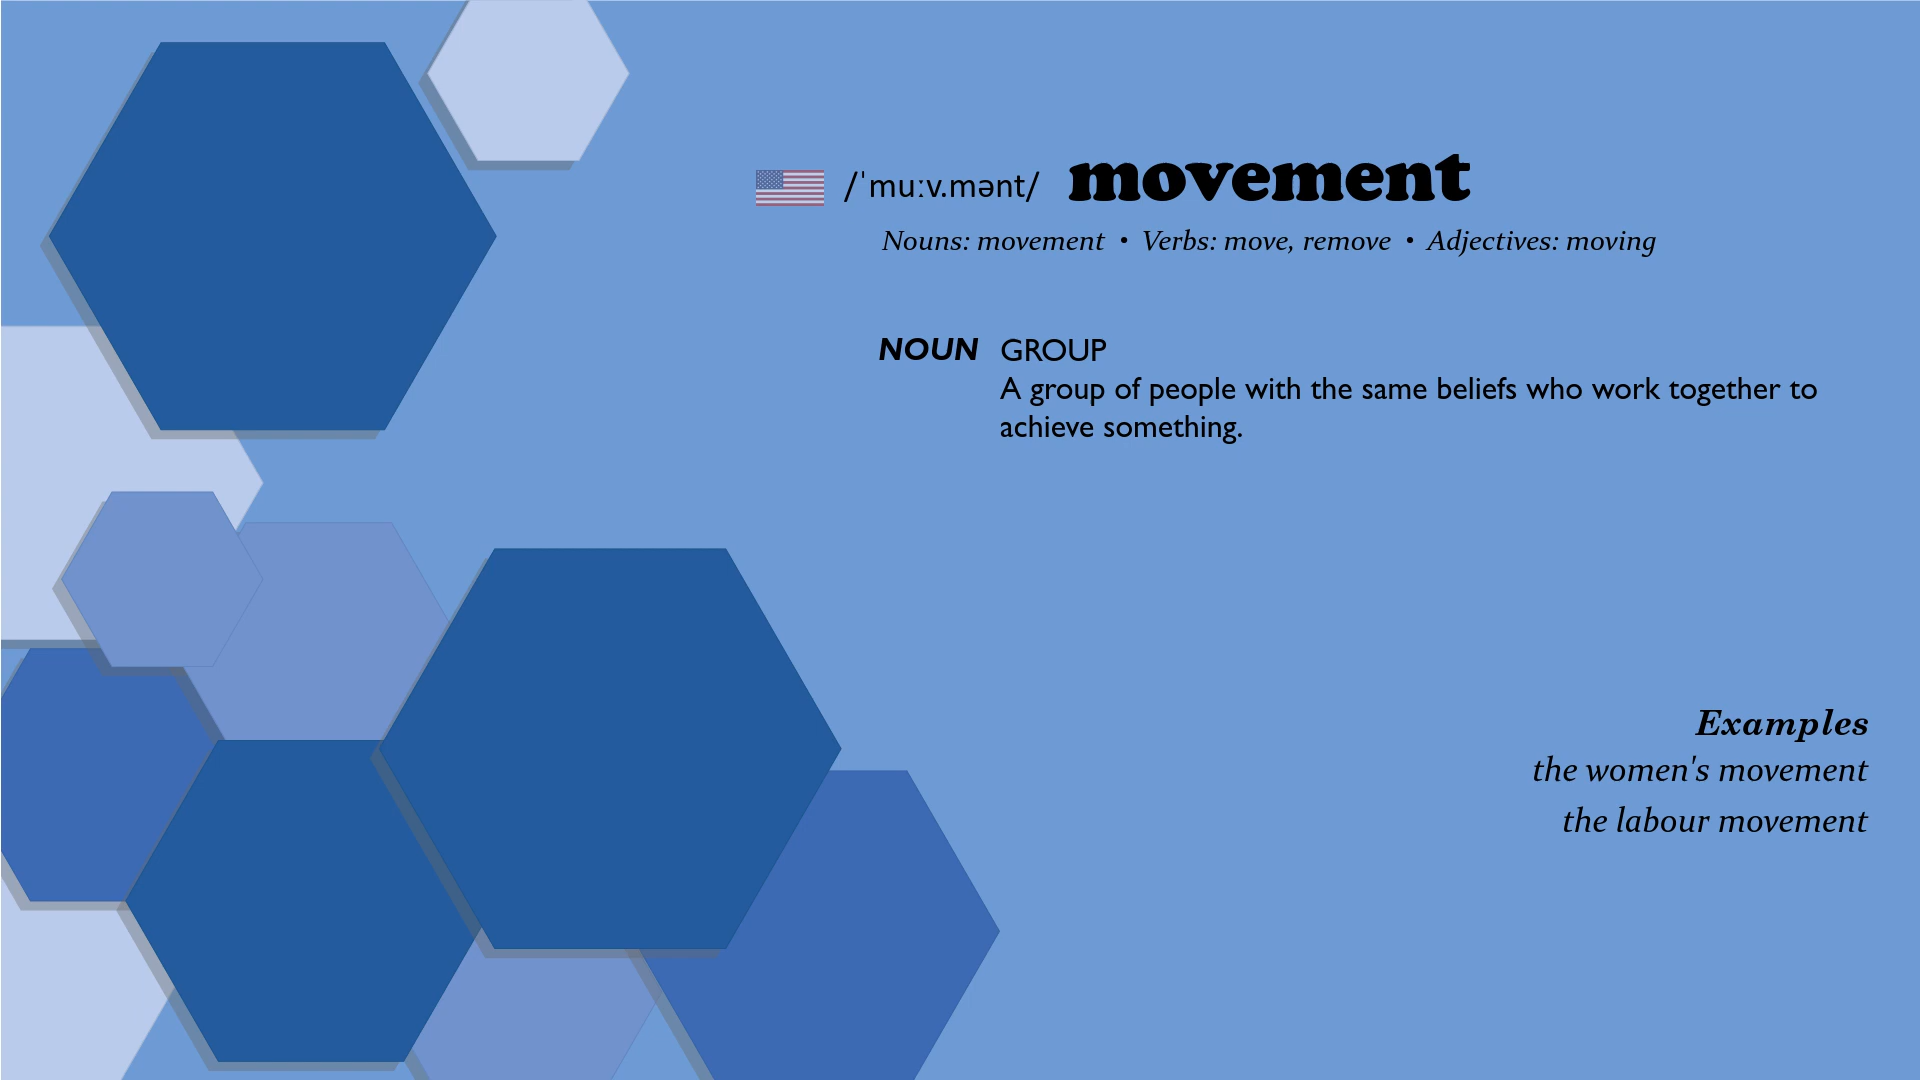 /ˈmuːv.mənt/ movement
Nouns: movement • Verbs: move, remove • Adjectives: moving
NOUN GROUP
A group of people with the same beliefs who work together to
achieve something.
Examples
the women's movement
the labour movement